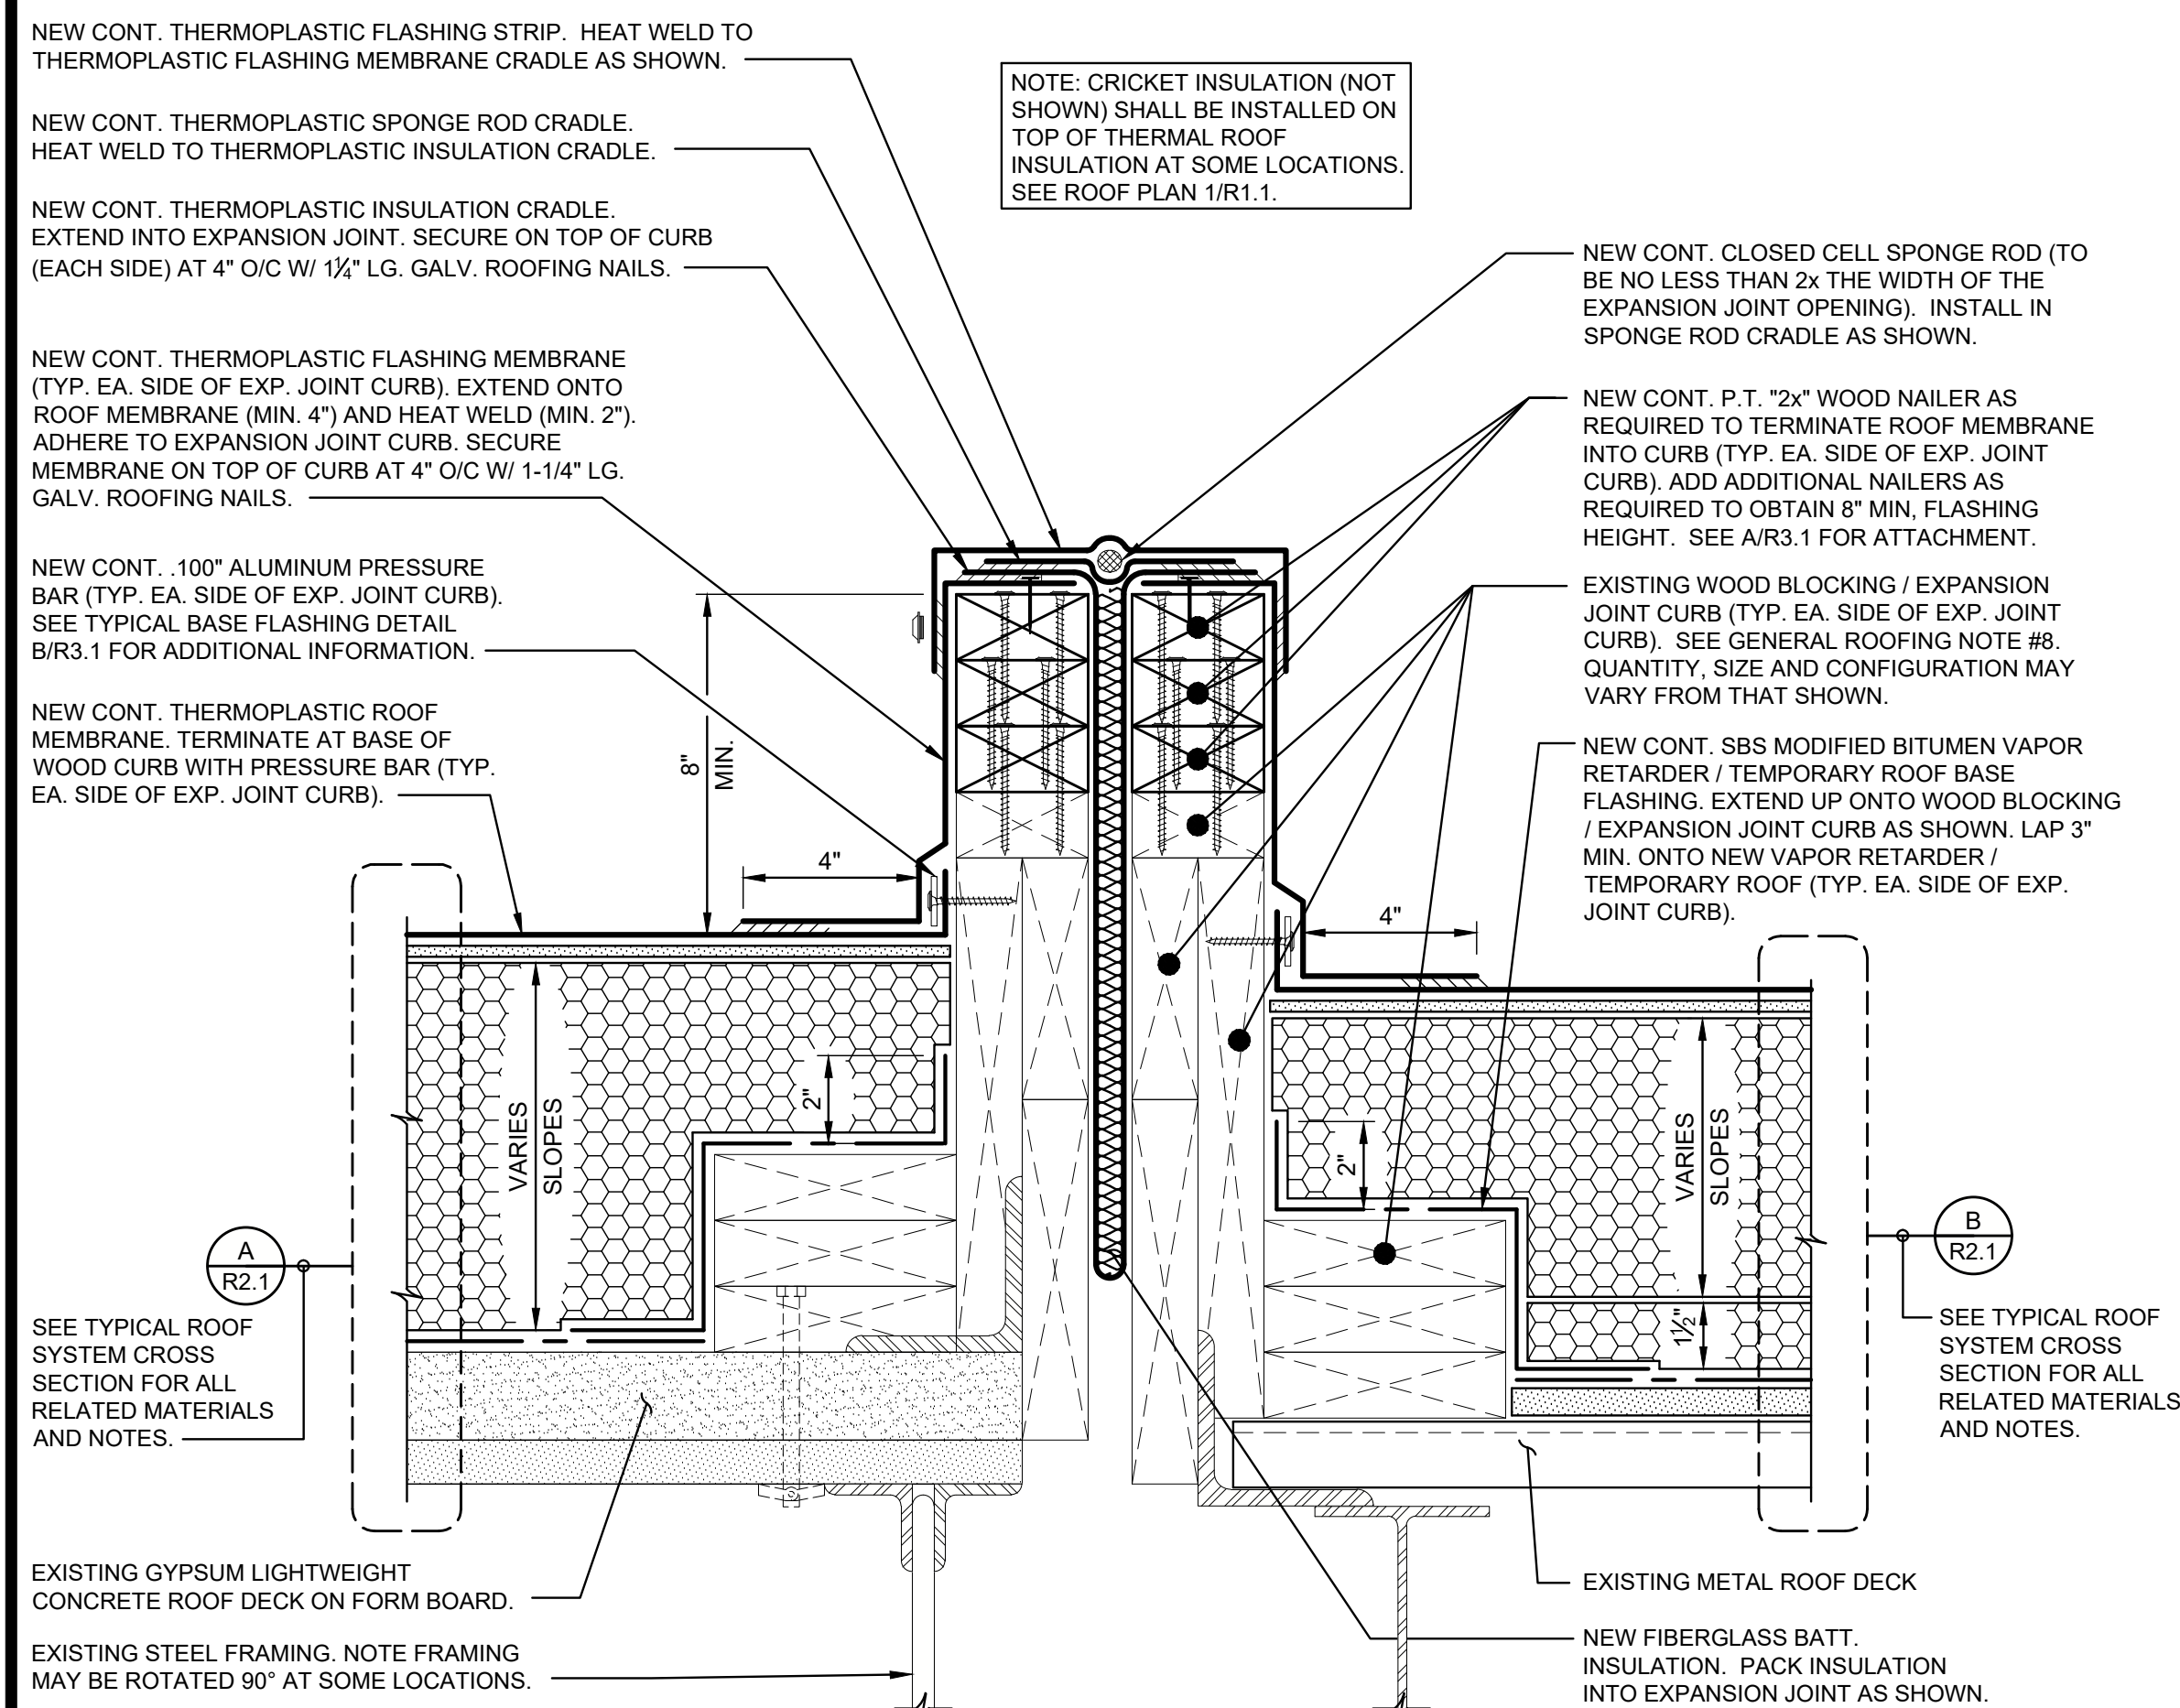 NEW CONT. THERMOPLASTIC FLASHING STRIP. HEAT WELD TO
THERMOPLASTIC FLASHING MEMBRANE CRADLE AS SHOWN.
NEW CONT. THERMOPLASTIC SPONGE ROD CRADLE.
HEAT WELD TO THERMOPLASTIC INSULATION CRADLE.
NEW CONT. THERMOPLASTIC INSULATION CRADLE.
EXTEND INTO EXPANSION JOINT. SECURE ON TOP OF CURB
(EACH SIDE) AT 4" O/C W/ 1¼" LG. GALV. ROOFING NAILS.
NEW CONT. THERMOPLASTIC FLASHING MEMBRANE
(TYP. EA. SIDE OF EXP. JOINT CURB). EXTEND ONTO
ROOF MEMBRANE (MIN. 4") AND HEAT WELD (MIN. 2").
ADHERE TO EXPANSION JOINT CURB. SECURE
MEMBRANE ON TOP OF CURB AT 4" O/C W/ 1-1/4" LG.
GALV. ROOFING NAILS.
NEW CONT. .100" ALUMINUM PRESSURE
BAR (TYP. EA. SIDE OF EXP. JOINT CURB).
SEE TYPICAL BASE FLASHING DETAIL
B/R3.1 FOR ADDITIONAL INFORMATION.
NEW CONT. THERMOPLASTIC ROOF
MEMBRANE. TERMINATE AT BASE OF
WOOD CURB WITH PRESSURE BAR (TYP.
EA. SIDE OF EXP. JOINT CURB).
NOTE: CRICKET INSULATION (NOT
SHOWN) SHALL BE INSTALLED ON
TOP OF THERMAL ROOF
INSULATION AT SOME LOCATIONS.
SEE ROOF PLAN 1/R1.1.
NEW CONT. CLOSED CELL SPONGE ROD (TO
BE NO LESS THAN 2x THE WIDTH OF THE
EXPANSION JOINT OPENING). INSTALL IN
SPONGE ROD CRADLE AS SHOWN.
NEW CONT. P.T. "2x" WOOD NAILER AS
REQUIRED TO TERMINATE ROOF MEMBRANE
INTO CURB (TYP. EA. SIDE OF EXP. JOINT
CURB). ADD ADDITIONAL NAILERS AS
REQUIRED TO OBTAIN 8" MIN, FLASHING
HEIGHT. SEE A/R3.1 FOR ATTACHMENT.
EXISTING WOOD BLOCKING / EXPANSION
JOINT CURB (TYP. EA. SIDE OF EXP. JOINT
CURB). SEE GENERAL ROOFING NOTE #8.
QUANTITY, SIZE AND CONFIGURATION MAY
VARY FROM THAT SHOWN.
NEW CONT. SBS MODIFIED BITUMEN VAPOR
RETARDER / TEMPORARY ROOF BASE
FLASHING. EXTEND UP ONTO WOOD BLOCKING
/ EXPANSION JOINT CURB AS SHOWN. LAP 3"
MIN. ONTO NEW VAPOR RETARDER /
TEMPORARY ROOF (TYP. EA. SIDE OF EXP.
JOINT CURB).
8"
MIN.
4"
4"
2"
2"
VARIES
SLOPES
VARIES
SLOPES
1½"
A
R2.1
SEE TYPICAL ROOF
SYSTEM CROSS
SECTION FOR ALL
RELATED MATERIALS
AND NOTES.
B
R2.1
SEE TYPICAL ROOF
SYSTEM CROSS
SECTION FOR ALL
RELATED MATERIALS
AND NOTES.
EXISTING GYPSUM LIGHTWEIGHT
CONCRETE ROOF DECK ON FORM BOARD.
EXISTING STEEL FRAMING. NOTE FRAMING
MAY BE ROTATED 90° AT SOME LOCATIONS.
EXISTING METAL ROOF DECK
NEW FIBERGLASS BATT.
INSULATION. PACK INSULATION
INTO EXPANSION JOINT AS SHOWN.